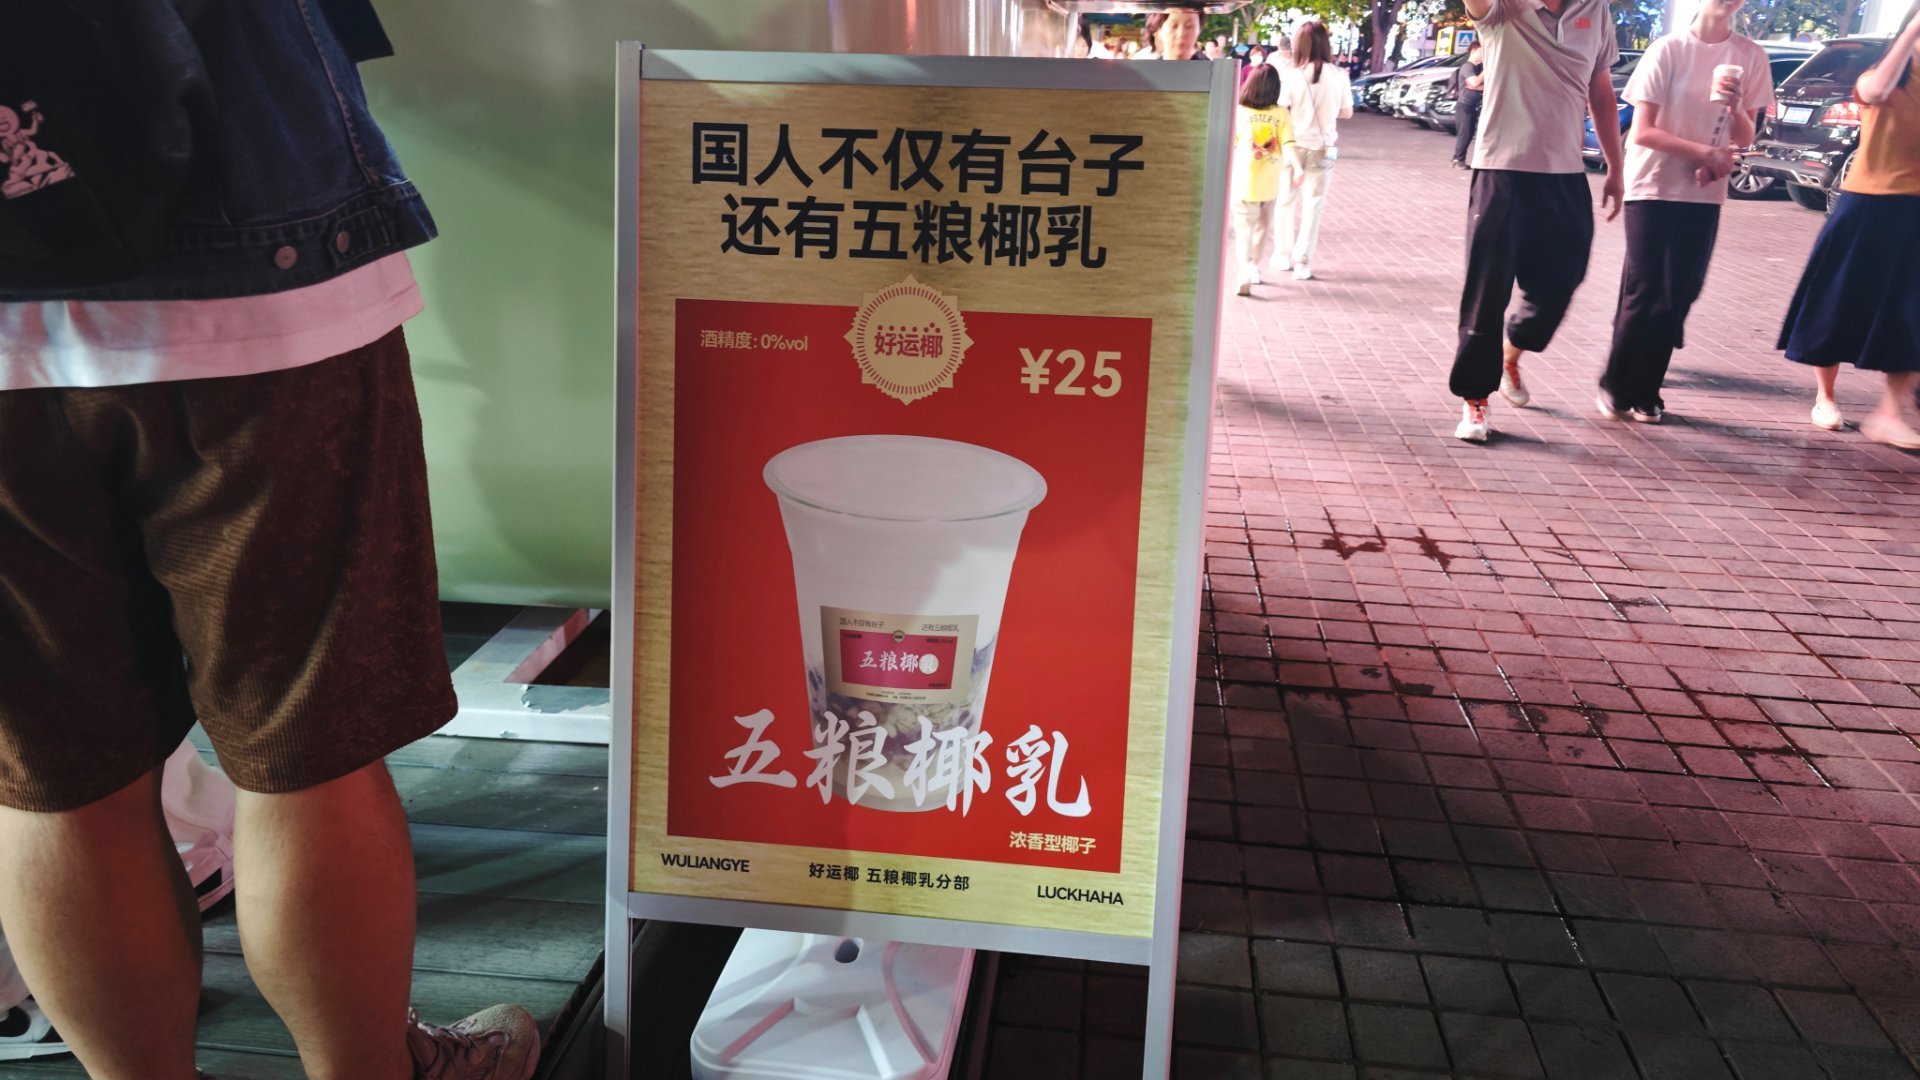 国人不仅有台子
还有五粮椰乳
酒精度：0%vol
好运椰
¥25
国人不仅有台子
还有五粮椰乳
五粮椰乳
五粮椰乳
浓香型椰子
WULIANGYE
好运椰 五粮椰乳分部
LUCKHAHA